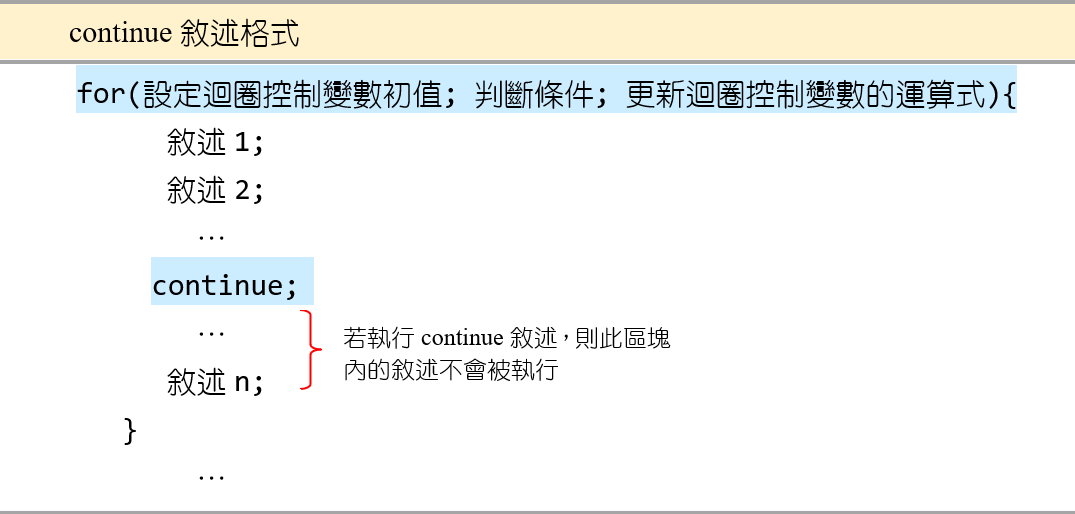 continue 敘述格式
for(設定迴圈控制變數初值; 判斷條件; 更新迴圈控制變數的運算式){
敘述 1;
敘述 2;
…
continue;
…
若執行 continue 敘述，則此區塊
內的敘述不會被執行
敘述 n;
}
…